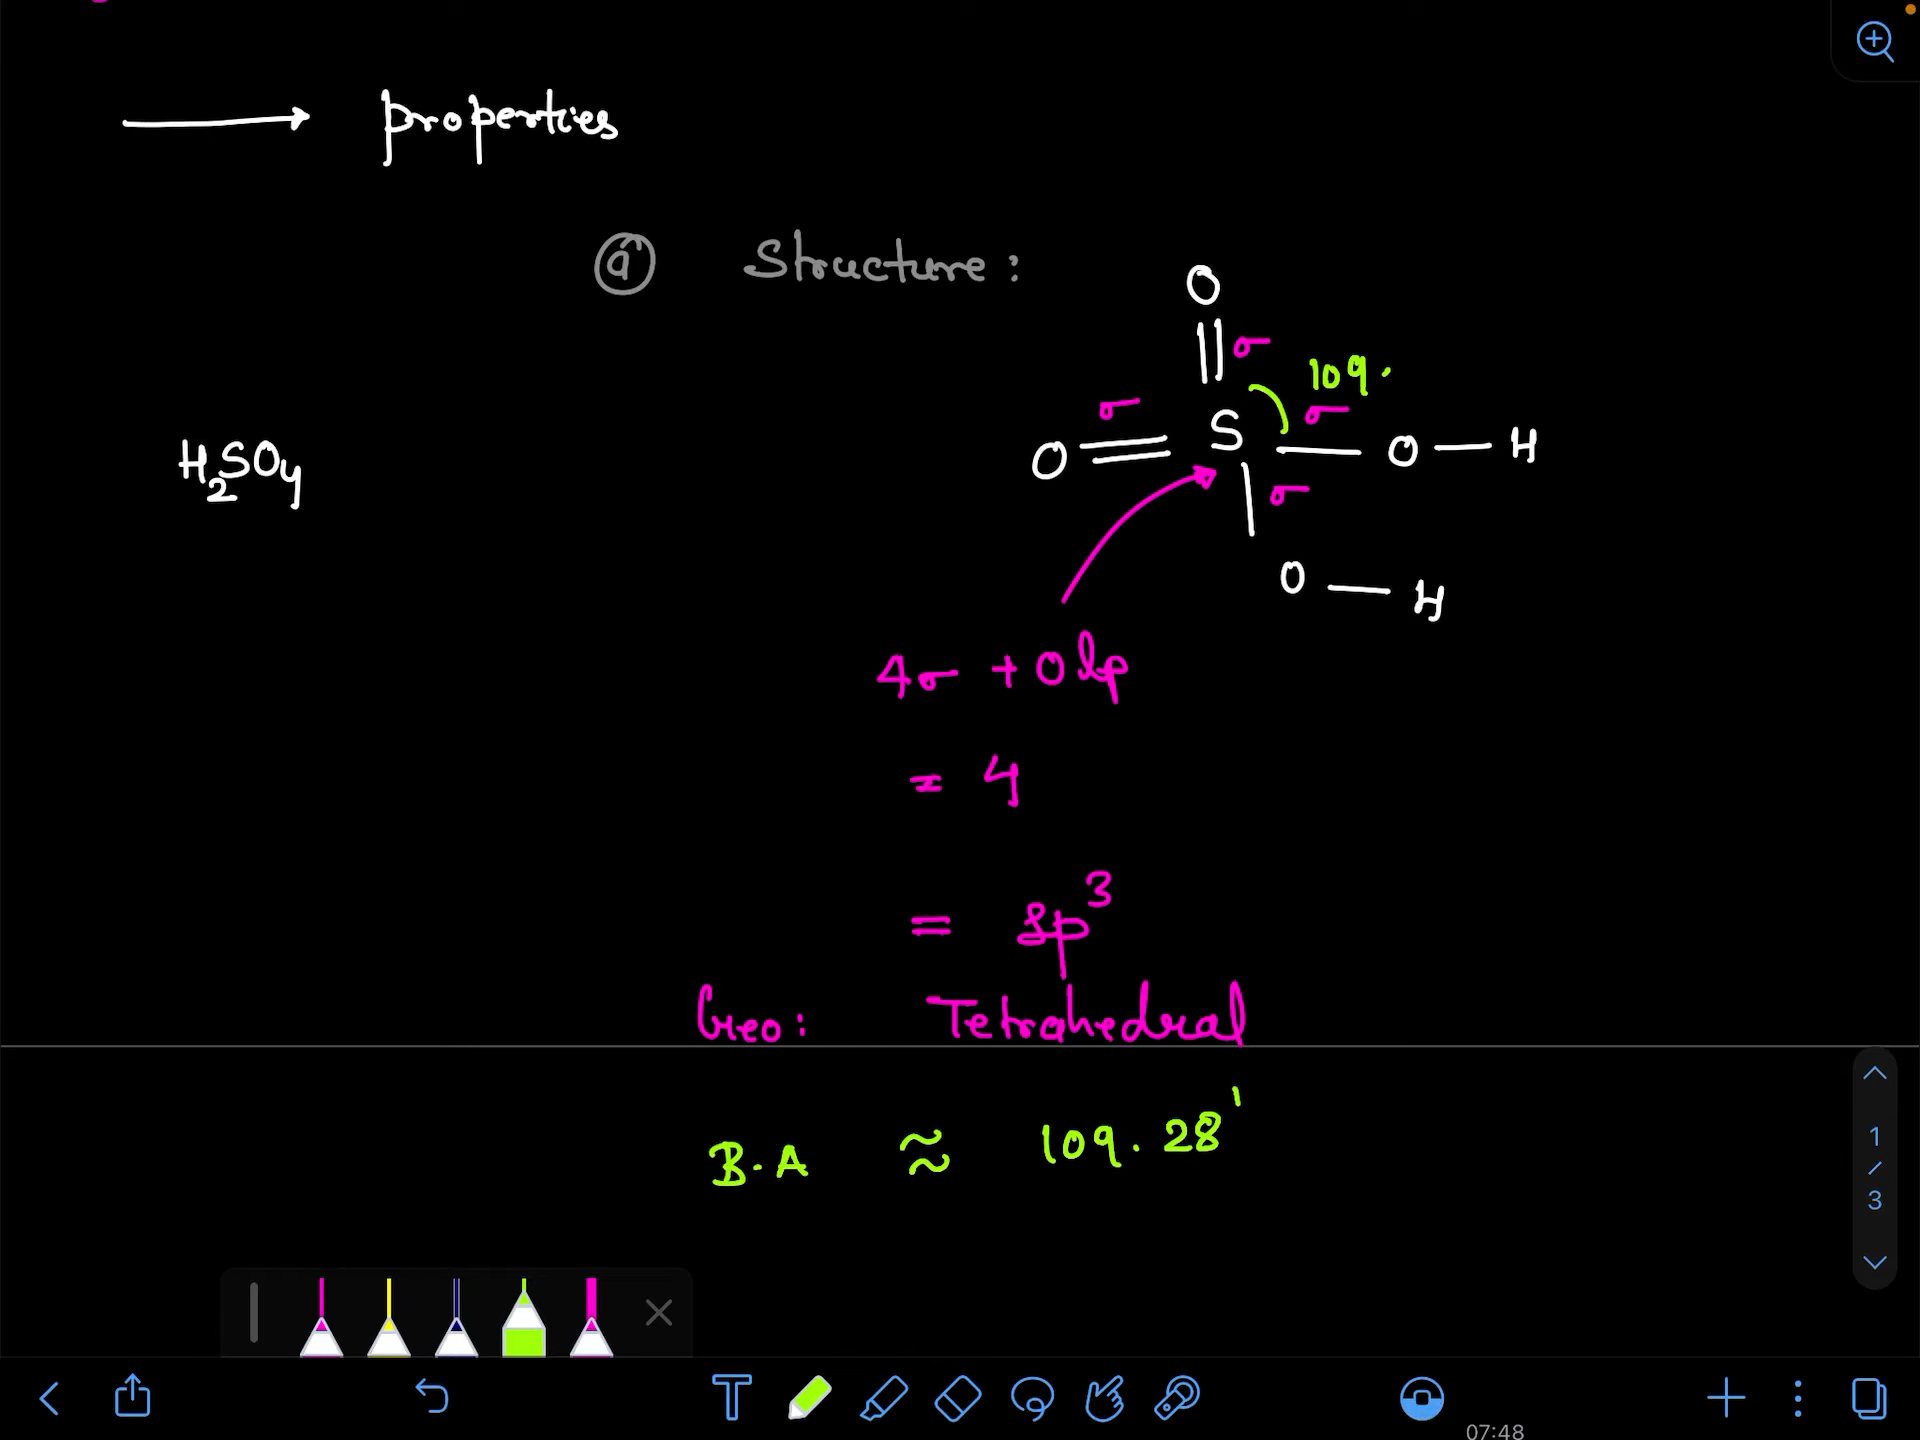 ⟶ properties
ⓐ Structure:
O
σ
109.
σ
σ
O
S
O — H
H₂SO₄
σ
O — H
4σ + 0 lp
= 4
= sp³
Geo: Tetrahedral
B.A ≈ 109.28'
1
/
3
T
07:48